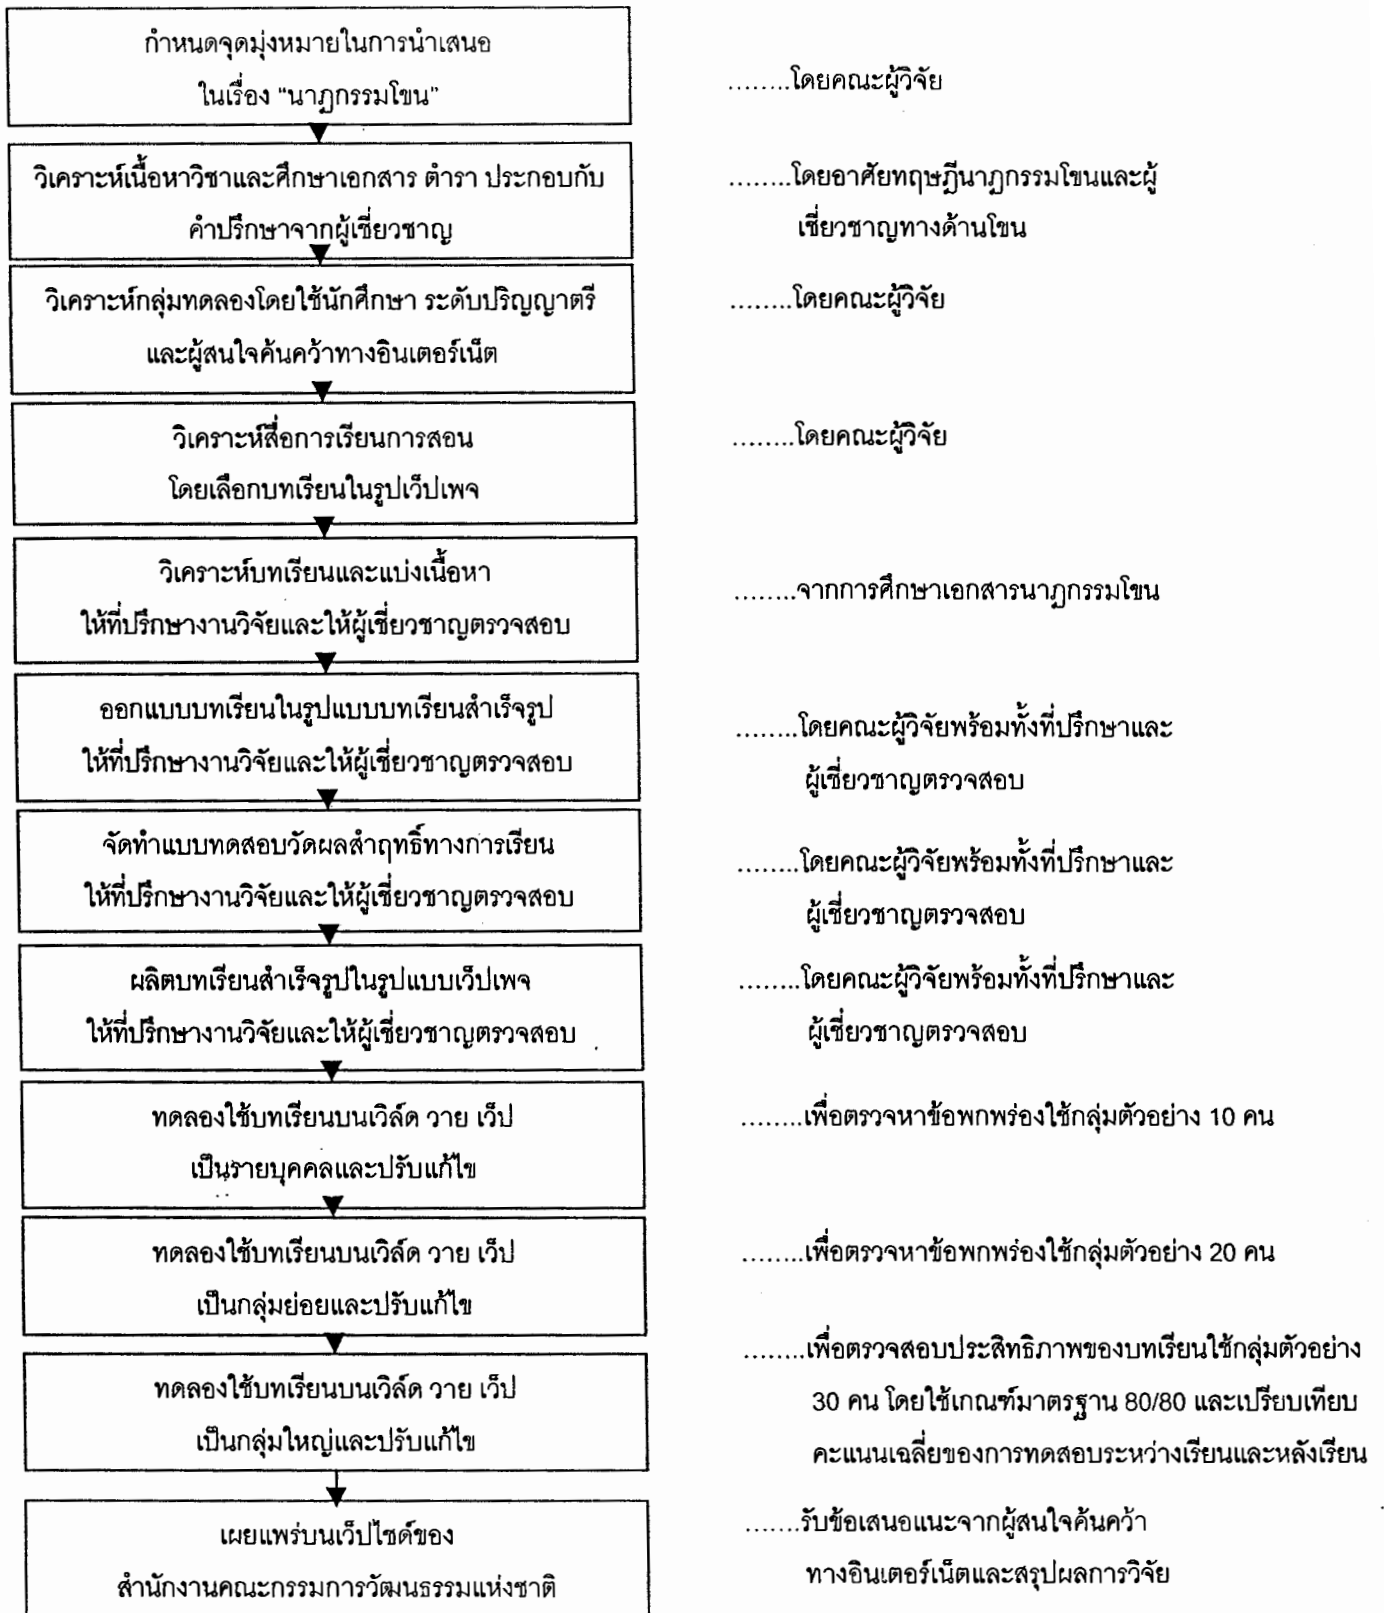 กำหนดจุดมุ่งหมายในการนำเสนอ
ในเรื่อง “นาฏกรรมโขน”
........โดยคณะผู้วิจัย
วิเคราะห์เนื้อหาวิชาและศึกษาเอกสาร ตำรา ประกอบกับ
คำปรึกษาจากผู้เชี่ยวชาญ
........โดยอาศัยทฤษฎีนาฏกรรมโขนและผู้
เชี่ยวชาญทางด้านโขน
วิเคราะห์กลุ่มทดลองโดยใช้นักศึกษา ระดับปริญญาตรี
และผู้สนใจค้นคว้าทางอินเตอร์เน็ต
........โดยคณะผู้วิจัย
วิเคราะห์สื่อการเรียนการสอน
โดยเลือกบทเรียนในรูปเว็ปเพจ
........โดยคณะผู้วิจัย
วิเคราะห์บทเรียนและแบ่งเนื้อหา
ให้ที่ปรึกษางานวิจัยและให้ผู้เชี่ยวชาญตรวจสอบ
........จากการศึกษาเอกสารนาฏกรรมโขน
ออกแบบบทเรียนในรูปแบบบทเรียนสำเร็จรูป
ให้ที่ปรึกษางานวิจัยและให้ผู้เชี่ยวชาญตรวจสอบ
........โดยคณะผู้วิจัยพร้อมทั้งที่ปรึกษาและ
ผู้เชี่ยวชาญตรวจสอบ
จัดทำแบบทดสอบวัดผลสำฤทธิ์ทางการเรียน
ให้ที่ปรึกษางานวิจัยและให้ผู้เชี่ยวชาญตรวจสอบ
........โดยคณะผู้วิจัยพร้อมทั้งที่ปรึกษาและ
ผู้เชี่ยวชาญตรวจสอบ
ผลิตบทเรียนสำเร็จรูปในรูปแบบเว็ปเพจ
ให้ที่ปรึกษางานวิจัยและให้ผู้เชี่ยวชาญตรวจสอบ
........โดยคณะผู้วิจัยพร้อมทั้งที่ปรึกษาและ
ผู้เชี่ยวชาญตรวจสอบ
ทดลองใช้บทเรียนบนเวิล์ด วาย เว็ป
เป็นรายบุคคลและปรับแก้ไข
........เพื่อตรวจหาข้อพกพร่องใช้กลุ่มตัวอย่าง 10 คน
ทดลองใช้บทเรียนบนเวิล์ด วาย เว็ป
เป็นกลุ่มย่อยและปรับแก้ไข
........เพื่อตรวจหาข้อพกพร่องใช้กลุ่มตัวอย่าง 20 คน
ทดลองใช้บทเรียนบนเวิล์ด วาย เว็ป
เป็นกลุ่มใหญ่และปรับแก้ไข
........เพื่อตรวจสอบประสิทธิภาพของบทเรียนใช้กลุ่มตัวอย่าง
30 คน โดยใช้เกณฑ์มาตรฐาน 80/80 และเปรียบเทียบ
คะแนนเฉลี่ยของการทดสอบระหว่างเรียนและหลังเรียน
เผยแพร่บนเว็ปไซด์ของ
สำนักงานคณะกรรมการวัฒนธรรมแห่งชาติ
.......รับข้อเสนอแนะจากผู้สนใจค้นคว้า
ทางอินเตอร์เน็ตและสรุปผลการวิจัย